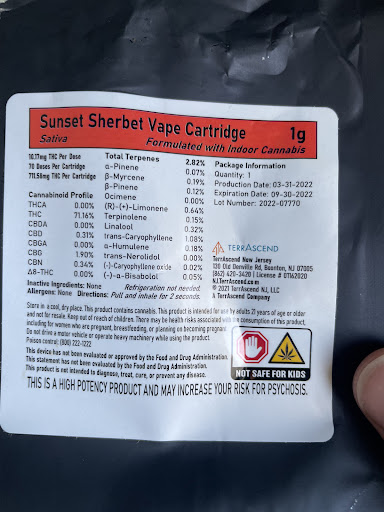 Sunset Sherbet Vape Cartridge 1g
Sativa Formulated with Indoor Cannabis
10.17mg THC Per Dose
70 Doses Per Cartridge
711.56mg THC Per Cartridge
Cannabinoid Profile
THCA 0.00%
THC 71.16%
CBDA 0.00%
CBD 0.31%
CBGA 0.00%
CBG 1.90%
CBN 0.34%
Δ8-THC 0.00%
Total Terpenes 2.82%
α-Pinene 0.07%
β-Myrcene 0.19%
β-Pinene 0.12%
Ocimene 0.00%
(R)-(+)-Limonene 0.64%
Terpinolene 0.15%
Linalool 0.32%
trans-Caryophyllene 1.08%
α-Humulene 0.18%
trans-Nerolidol 0.00%
(-)-Caryophyllene oxide 0.02%
(-)-α-Bisabolol 0.05%
Package Information
Quantity: 1
Production Date: 03-31-2022
Expiration Date: 09-30-2022
Lot Number: 2022-07770
TERRASCEND
TerrAscend New Jersey
130 Old Denville Rd, Boonton, NJ 07005
(862) 420-3420 | License # 07162020
NJ.TerrAscend.com
© 2021 TerrAscend NJ, LLC
A TerrAscend Company
Inactive Ingredients: None Refrigeration not needed.
Allergens: None Directions: Pull and inhale for 2 seconds.
Store in a cool, dry place. This product contains cannabis. This product is intended for use by adults 21 years of age or older
and not for resale. Keep out of reach of children. There may be health risks associated with the consumption of this product,
including for women who are pregnant, breastfeeding, or planning on becoming pregnant.
Do not drive a motor vehicle or operate heavy machinery while using the product.
Poison control: (800) 222-1222
This device has not been evaluated or approved by the Food and Drug Administration.
This statement has not been evaluated by the Food and Drug Administration.
This product is not intended to diagnose, treat, cure, or prevent any disease.
NOT SAFE FOR KIDS
THIS IS A HIGH POTENCY PRODUCT AND MAY INCREASE YOUR RISK FOR PSYCHOSIS.